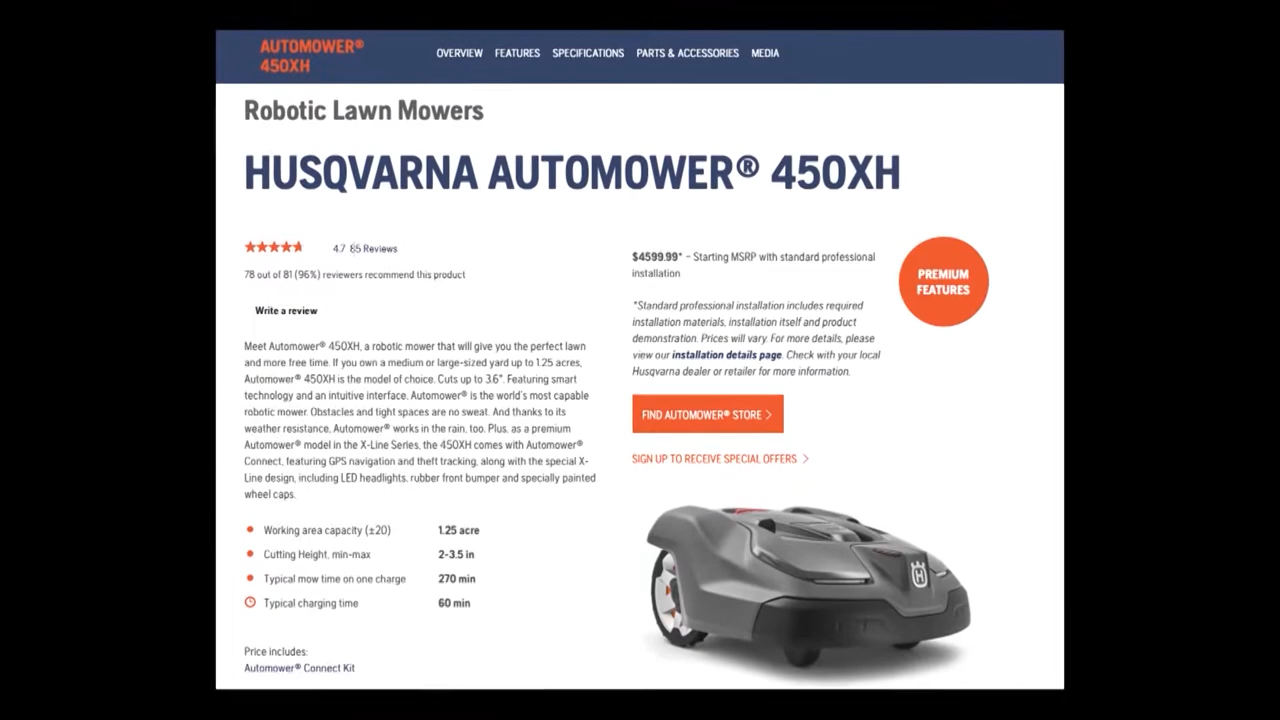 AUTOMOWER®
450XH
OVERVIEW FEATURES SPECIFICATIONS PARTS & ACCESSORIES MEDIA
Robotic Lawn Mowers
HUSQVARNA AUTOMOWER® 450XH
4.7 85 Reviews
78 out of 81 (96%) reviewers recommend this product
Write a review
Meet Automower® 450XH, a robotic mower that will give you the perfect lawn
and more free time. If you own a medium or large-sized yard up to 1.25 acres,
Automower® 450XH is the model of choice. Cuts up to 3.6". Featuring smart
technology and an intuitive interface, Automower® is the world's most capable
robotic mower. Obstacles and tight spaces are no sweat. And thanks to its
weather resistance, Automower® works in the rain, too. Plus, as a premium
Automower® model in the X-Line Series, the 450XH comes with Automower®
Connect, featuring GPS navigation and theft tracking, along with the special X-
Line design, including LED headlights, rubber front bumper and specially painted
wheel caps.
Working area capacity (±20) 1.25 acre
Cutting Height, min-max 2-3.5 in
Typical mow time on one charge 270 min
Typical charging time 60 min
Price includes:
Automower® Connect Kit
$4599.99* – Starting MSRP with standard professional
installation
*Standard professional installation includes required
installation materials, installation itself and product
demonstration. Prices will vary. For more details, please
view our installation details page. Check with your local
Husqvarna dealer or retailer for more information.
FIND AUTOMOWER® STORE >
SIGN UP TO RECEIVE SPECIAL OFFERS >
PREMIUM
FEATURES
H